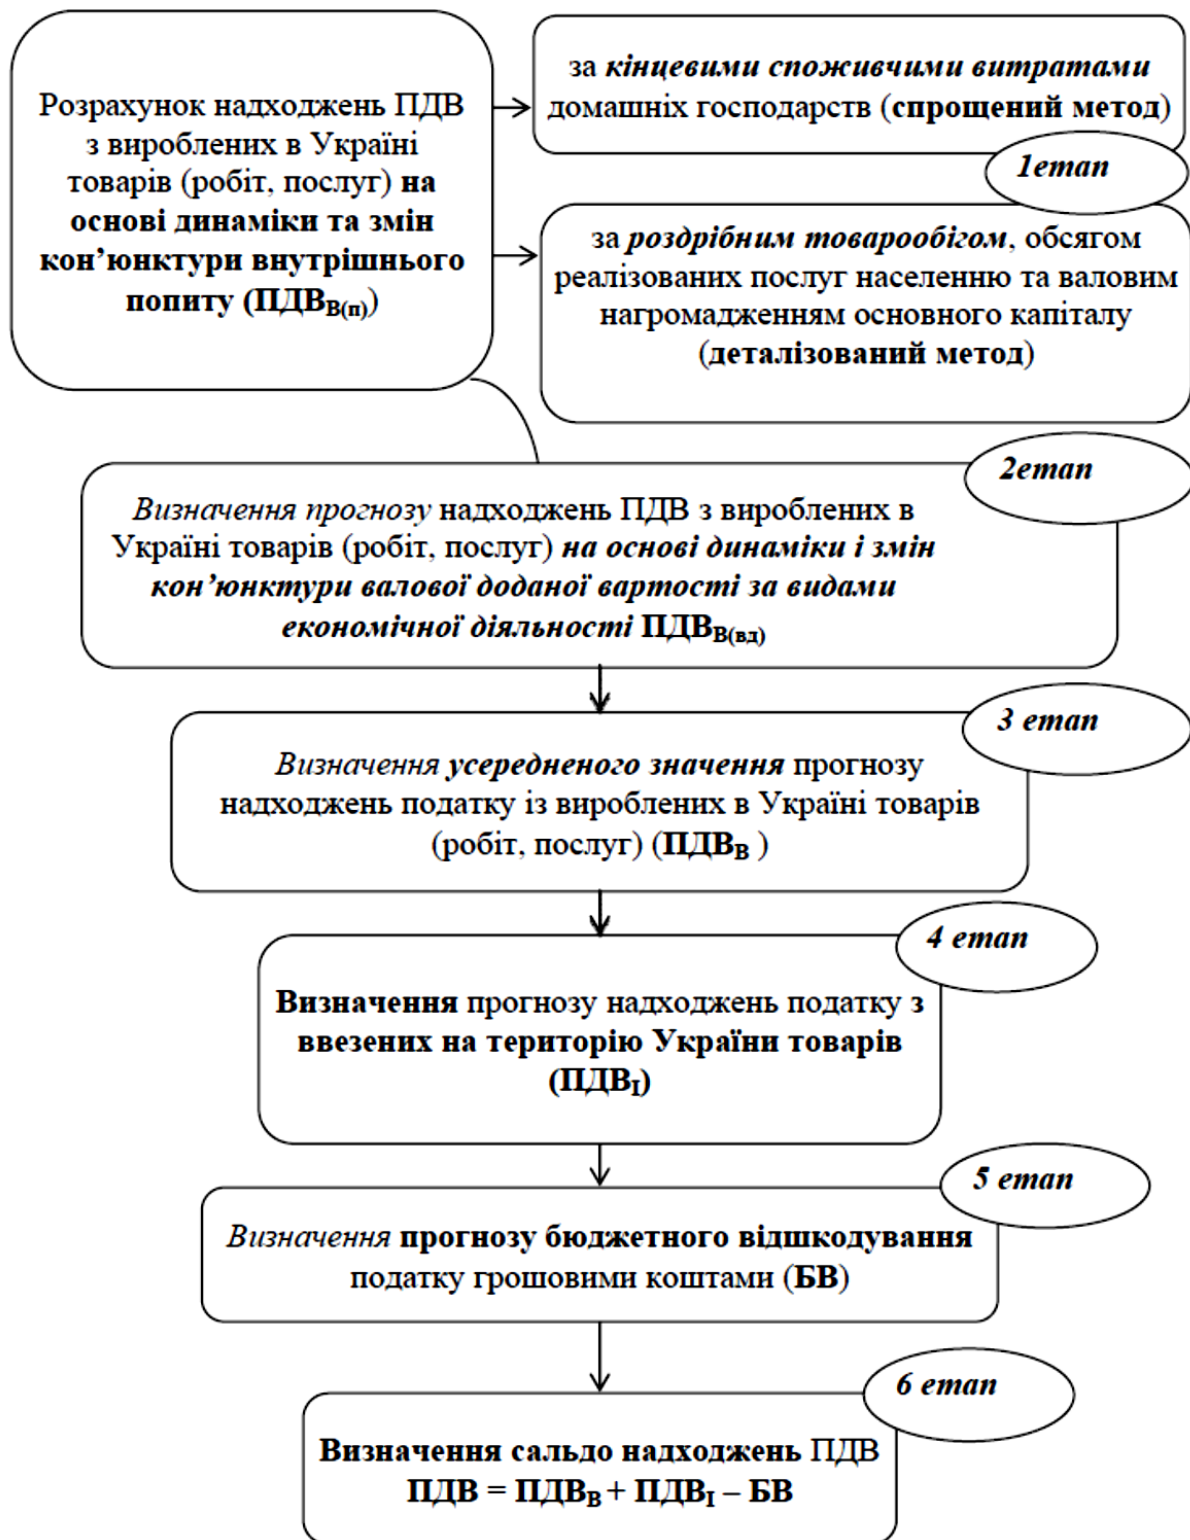 Розрахунок надходжень ПДВ
з вироблених в Україні
товарів (робіт, послуг) на
основі динаміки та змін
кон’юнктури внутрішнього
попиту (ПДВВ(п))
за кінцевими споживчими витратами
домашніх господарств (спрощений метод)
1етап
за роздрібним товарообігом, обсягом
реалізованих послуг населенню та валовим
нагромадженням основного капіталу
(деталізований метод)
2етап
Визначення прогнозу надходжень ПДВ з вироблених в
Україні товарів (робіт, послуг) на основі динаміки і змін
кон’юнктури валової доданої вартості за видами
економічної діяльності ПДВВ(вд)
3 етап
Визначення усередненого значення прогнозу
надходжень податку із вироблених в Україні товарів
(робіт, послуг) (ПДВВ )
4 етап
Визначення прогнозу надходжень податку з
ввезених на територію України товарів
(ПДВІ)
5 етап
Визначення прогнозу бюджетного відшкодування
податку грошовими коштами (БВ)
6 етап
Визначення сальдо надходжень ПДВ
ПДВ = ПДВВ + ПДВІ – БВ